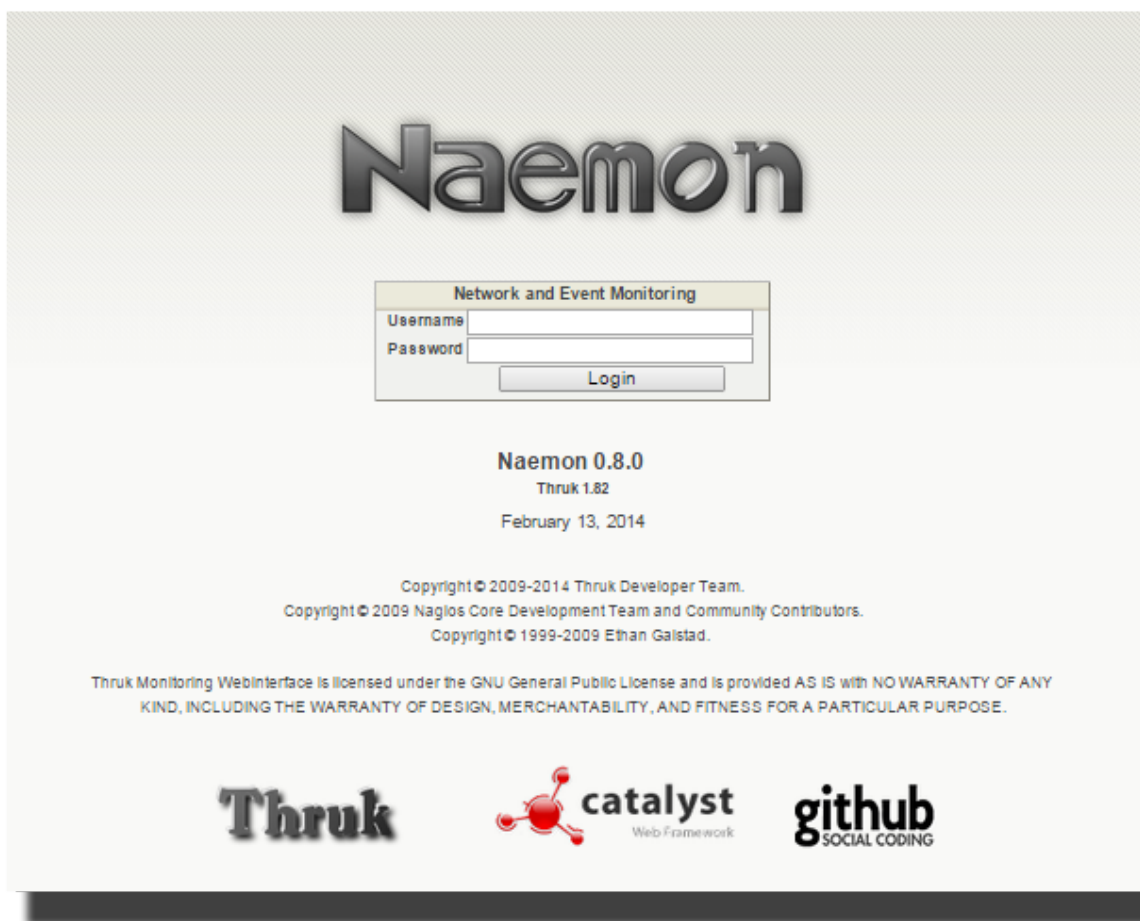 Naemon
Network and Event Monitoring
Username
Password
Login
Naemon 0.8.0
Thruk 1.82
February 13, 2014
Copyright © 2009-2014 Thruk Developer Team.
Copyright © 2009 Nagios Core Development Team and Community Contributors.
Copyright © 1999-2009 Ethan Galstad.
Thruk Monitoring Webinterface is licensed under the GNU General Public License and is provided AS IS with NO WARRANTY OF ANY
KIND, INCLUDING THE WARRANTY OF DESIGN, MERCHANTABILITY, AND FITNESS FOR A PARTICULAR PURPOSE.
Thruk
catalyst
Web Framework
github
SOCIAL CODING